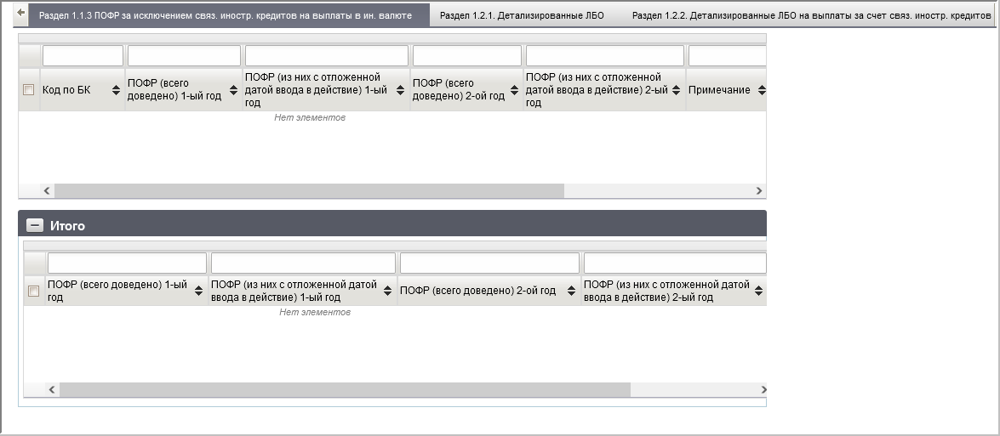 Раздел 1.1.3 ПОФР за исключением связ. иностр. кредитов на выплаты в ин. валюте
Раздел 1.2.1. Детализированные ЛБО
Раздел 1.2.2. Детализированные ЛБО на выплаты за счет связ. иностр. кредитов
Код по БК
ПОФР (всего
доведено) 1-ый год
ПОФР (из них с отложенной
датой ввода в действие) 1-ый
год
ПОФР (всего
доведено) 2-ой год
ПОФР (из них с отложенной
датой ввода в действие) 2-ый
год
Примечание
Нет элементов
Итого
ПОФР (всего доведено) 1-ый
год
ПОФР (из них с отложенной датой
ввода в действие) 1-ый год
ПОФР (всего доведено) 2-ой год
ПОФР (из них с отложенной датой
ввода в действие) 2-ый год
Нет элементов